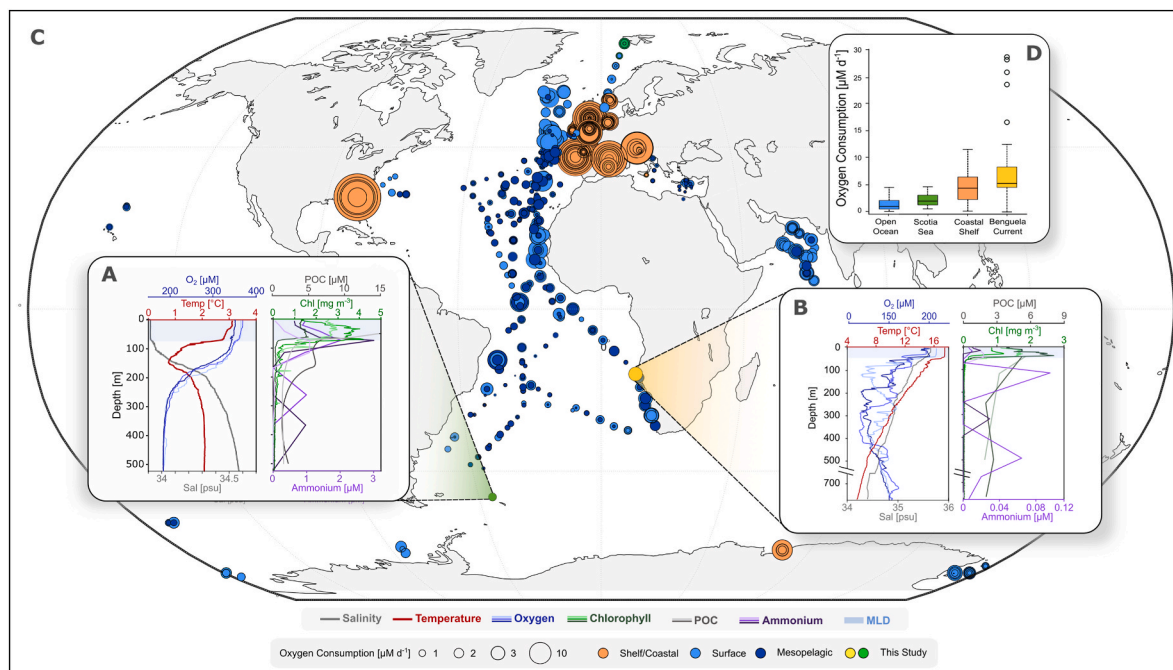 C
D
Oxygen Consumption [µM d⁻¹]
30
25
20
15
10
5
0
Open Ocean
Scotia Sea
Coastal Shelf
Benguela Current
A
O₂ [µM]
200 300 400
Temp [°C]
0 1 2 3 4
POC [µM]
0 5 10 15
Chl [mg m⁻³]
0 1 2 3 4 5
Depth [m]
0
100
200
300
400
500
34 34.5
Sal [psu]
0 1 2 3
Ammonium [µM]
B
O₂ [µM]
100 150 200
Temp [°C]
4 8 12 16
POC [µM]
0 3 6 9
Chl [mg m⁻³]
0 1 3 4
Depth [m]
0
100
200
300
400
500
700
34 35 36
Sal [psu]
0 0.04 0.08 0.12
Ammonium [µM]
Salinity Temperature Oxygen Chlorophyll POC Ammonium MLD
Oxygen Consumption [µM d⁻¹] 1 2 3 10 Shelf/Coastal Surface Mesopelagic This Study